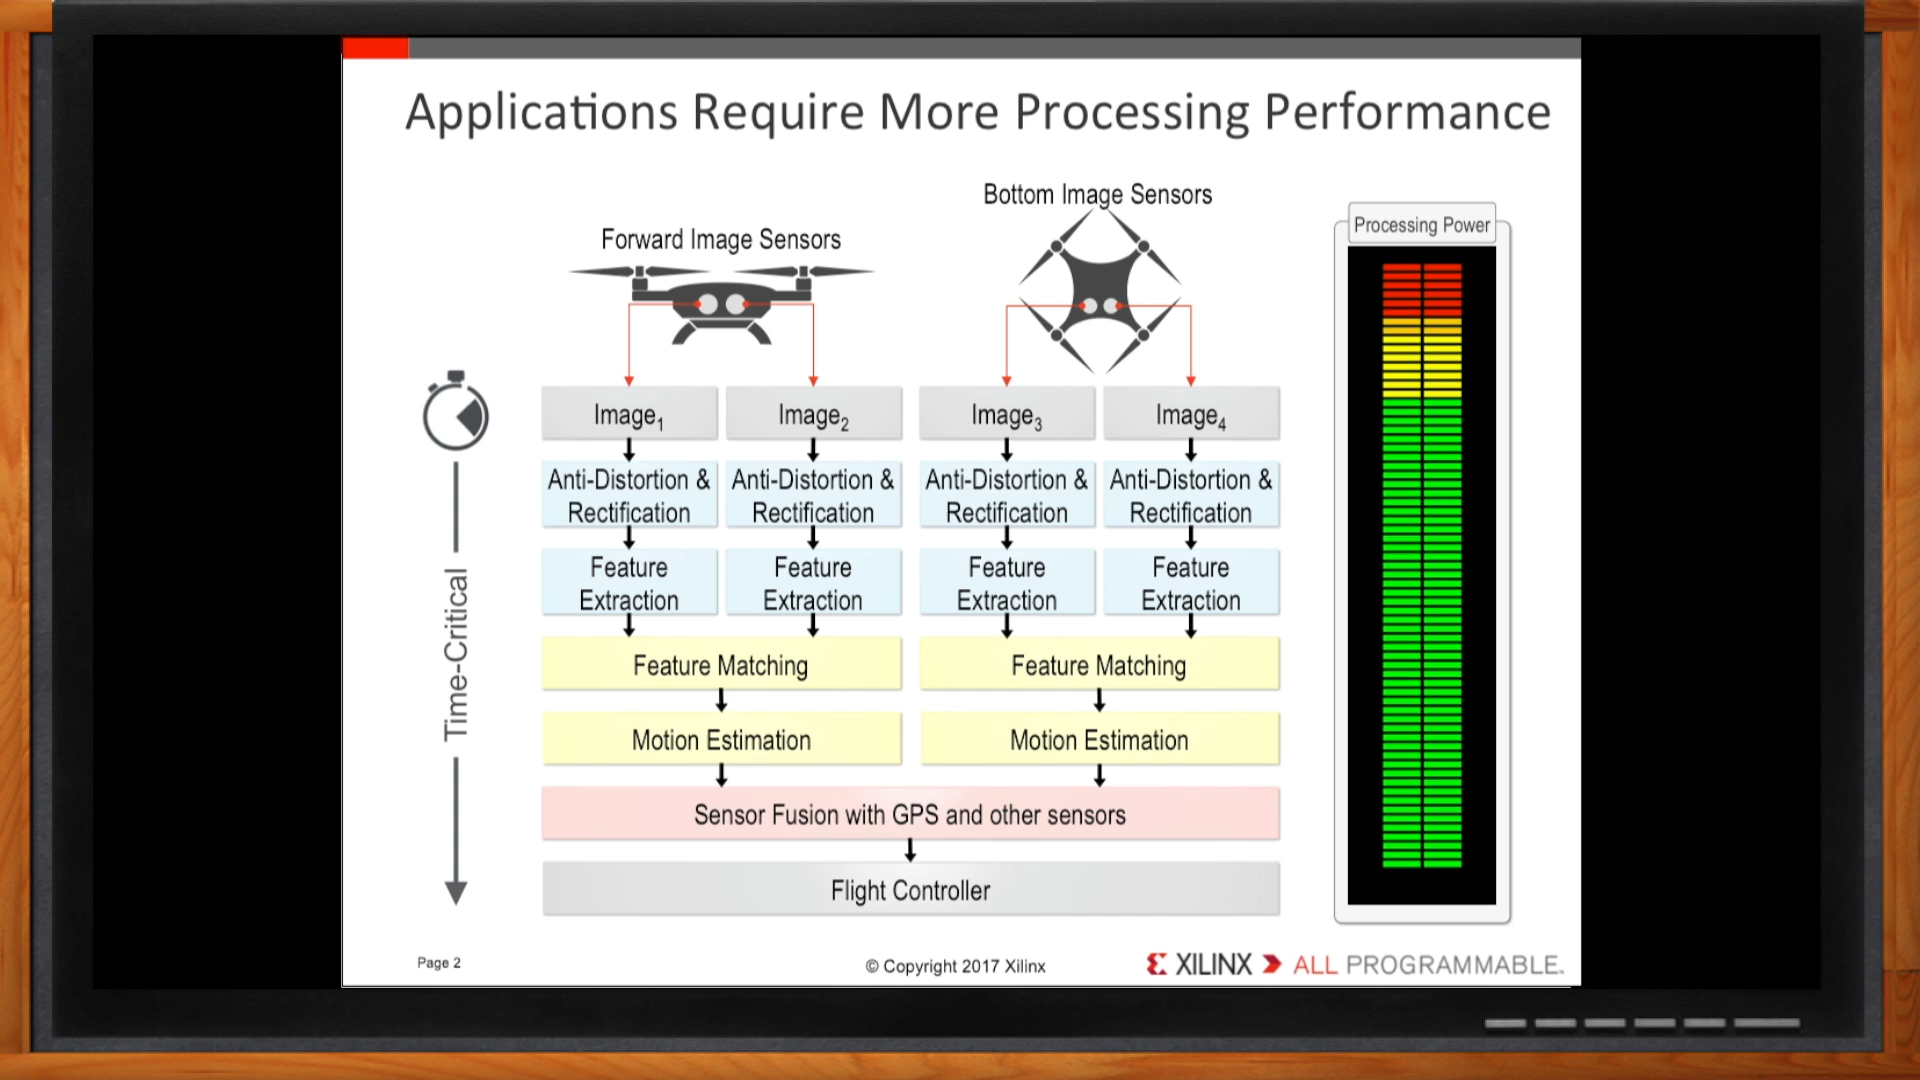 Applications Require More Processing Performance
Bottom Image Sensors
Forward Image Sensors
Processing Power
Image1
Image2
Image3
Image4
Anti-Distortion &
Rectification
Anti-Distortion &
Rectification
Anti-Distortion &
Rectification
Anti-Distortion &
Rectification
Feature
Extraction
Feature
Extraction
Feature
Extraction
Feature
Extraction
Time-Critical
Feature Matching
Feature Matching
Motion Estimation
Motion Estimation
Sensor Fusion with GPS and other sensors
Flight Controller
Page 2
© Copyright 2017 Xilinx
XILINX ALL PROGRAMMABLE.